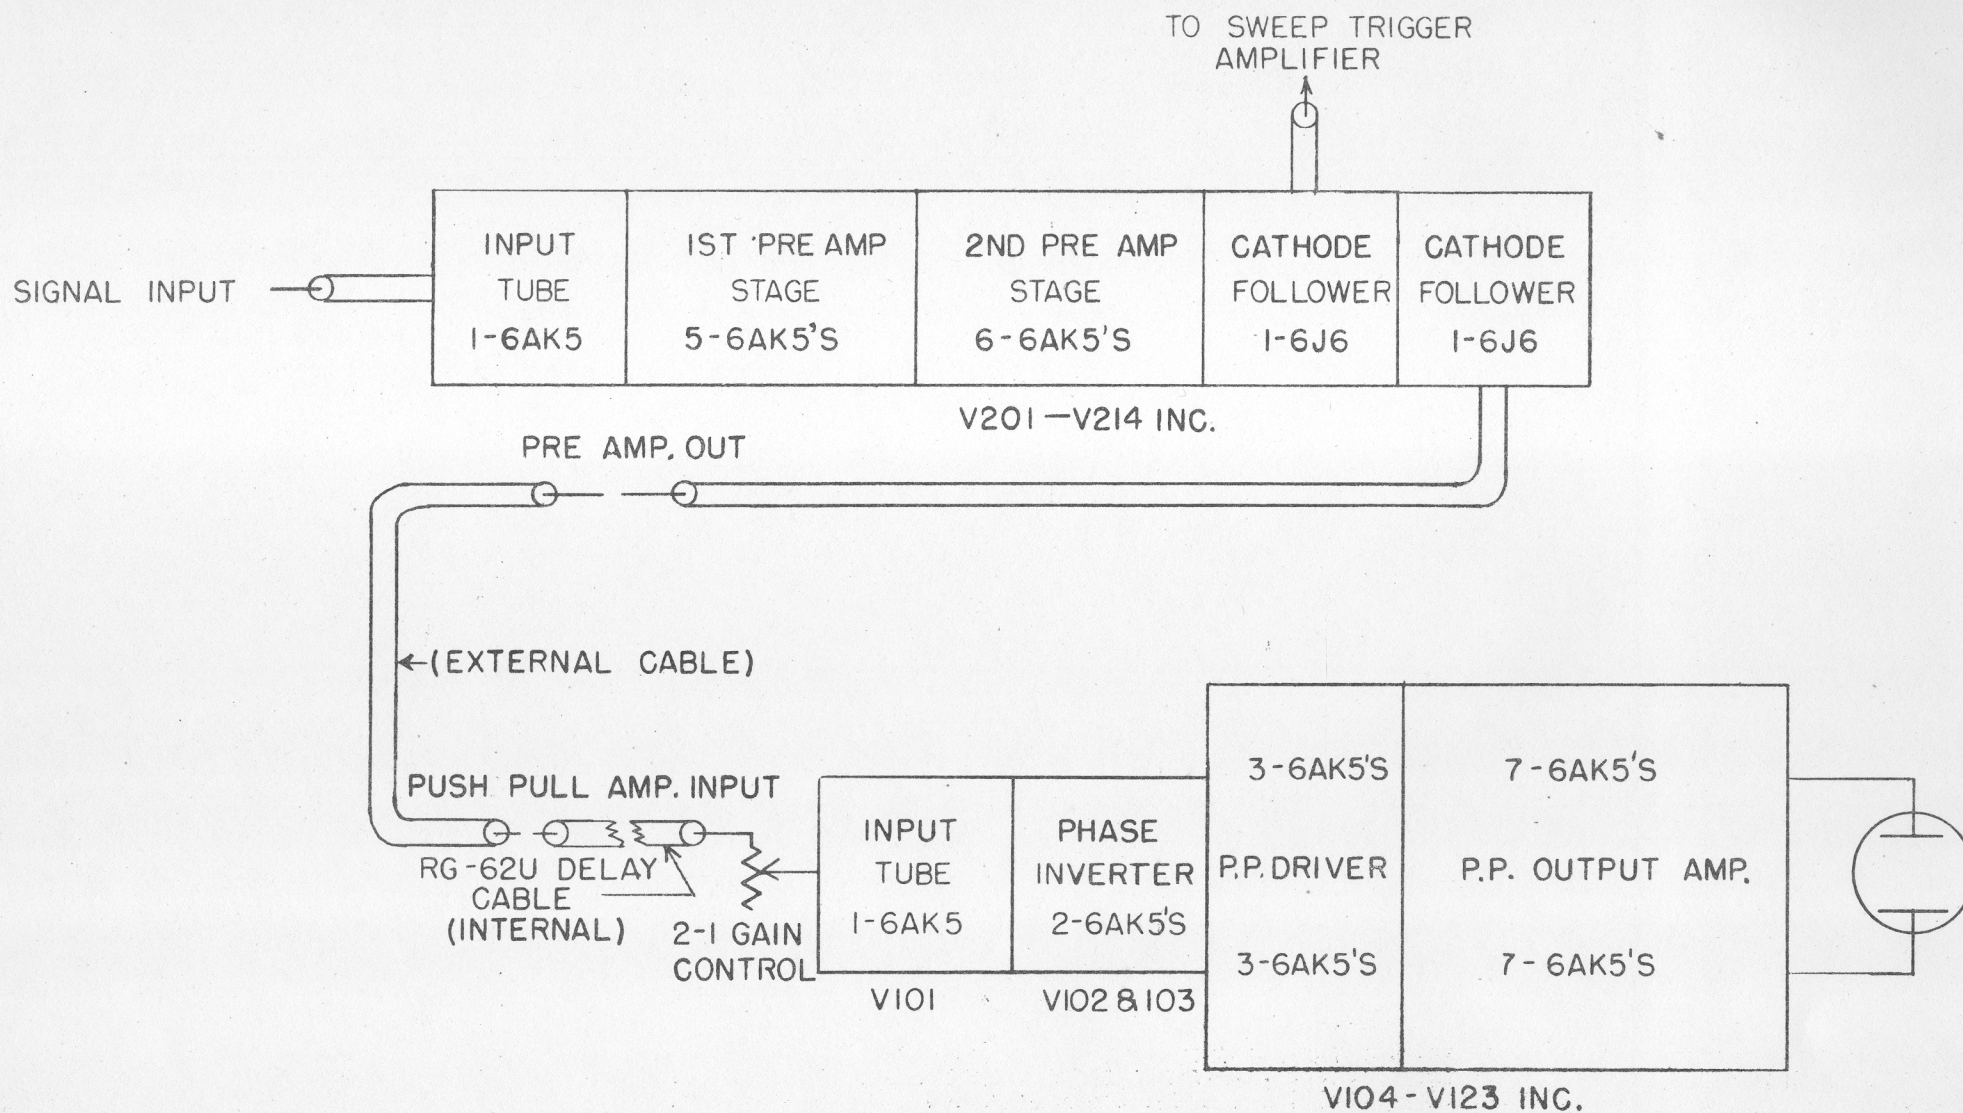 TO SWEEP TRIGGER
AMPLIFIER
SIGNAL INPUT
INPUT
TUBE
1-6AK5
1ST PRE AMP
STAGE
5-6AK5'S
2ND PRE AMP
STAGE
6-6AK5'S
CATHODE
FOLLOWER
1-6J6
CATHODE
FOLLOWER
1-6J6
V201-V214 INC.
PRE AMP. OUT
(EXTERNAL CABLE)
PUSH PULL AMP. INPUT
RG-62U DELAY
CABLE
(INTERNAL)
2-1 GAIN
CONTROL
INPUT
TUBE
1-6AK5
V101
PHASE
INVERTER
2-6AK5'S
V102 & 103
3-6AK5'S
P.P. DRIVER
3-6AK5'S
7-6AK5'S
P.P. OUTPUT AMP.
7-6AK5'S
V104-V123 INC.